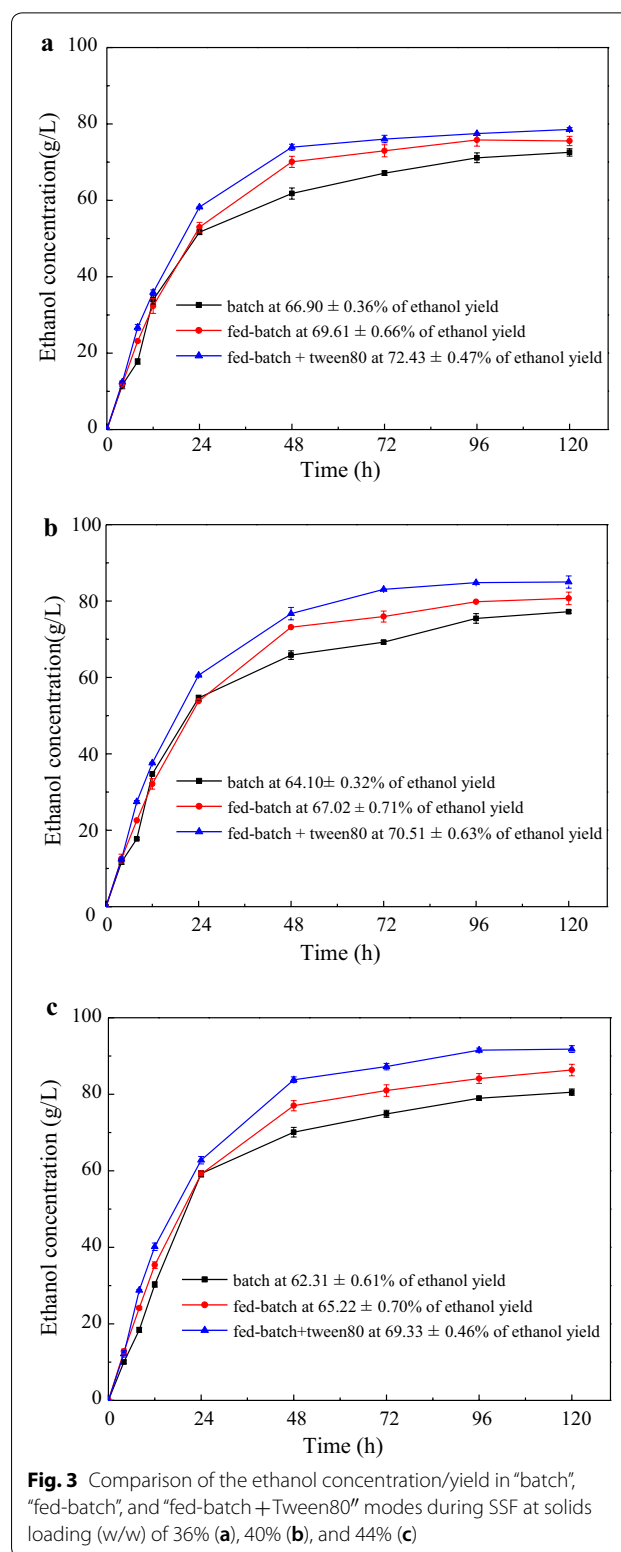 a
100
80
60
40
20
0
Ethanol concentration(g/L)
batch at 66.90 ± 0.36% of ethanol yield
fed-batch at 69.61 ± 0.66% of ethanol yield
fed-batch + tween80 at 72.43 ± 0.47% of ethanol yield
0 24 48 72 96 120
Time (h)
b
100
80
60
40
20
0
Ethanol concentration(g/L)
batch at 64.10± 0.32% of ethanol yield
fed-batch at 67.02 ± 0.71% of ethanol yield
fed-batch + tween80 at 70.51 ± 0.63% of ethanol yield
0 24 48 72 96 120
Time (h)
c
100
80
60
40
20
0
Ethanol concentration (g/L)
batch at 62.31 ± 0.61% of ethanol yield
fed-batch at 65.22 ± 0.70% of ethanol yield
fed-batch+tween80 at 69.33 ± 0.46% of ethanol yield
0 24 48 72 96 120
Time (h)
Fig. 3 Comparison of the ethanol concentration/yield in “batch”,
“fed-batch”, and “fed-batch + Tween80″ modes during SSF at solids
loading (w/w) of 36% (a), 40% (b), and 44% (c)